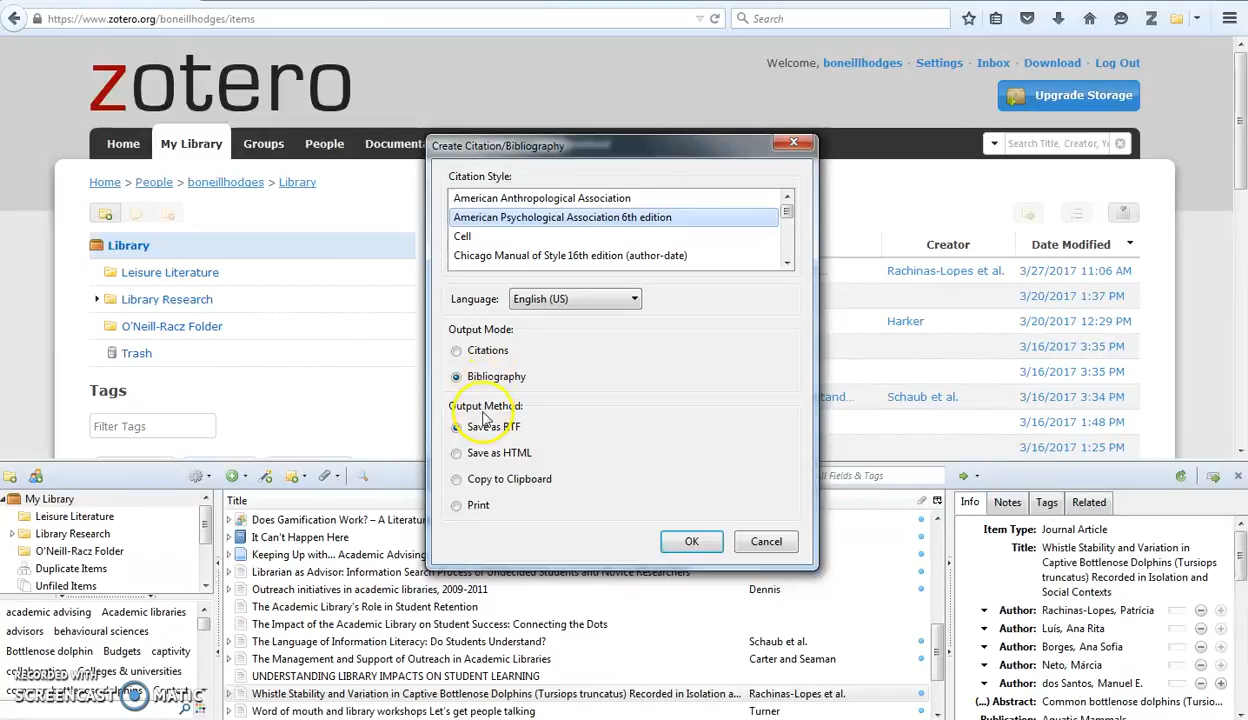 https://www.zotero.org/boneillhodges/items
Search
zotero
Welcome, boneillhodges · Settings · Inbox · Download · Log Out
Upgrade Storage
Home My Library Groups People
Search Title, Creator, Y
Home > People > boneillhodges > Library
Library
Leisure Literature
Library Research
O'Neill-Racz Folder
Trash
Tags
Filter Tags
Creator Date Modified
Rachinas-Lopes et al. 3/27/2017 11:06 AM
3/20/2017 1:37 PM
Harker 3/20/2017 12:29 PM
3/16/2017 3:35 PM
3/16/2017 3:35 PM
Schaub et al. 3/16/2017 3:34 PM
3/16/2017 1:48 PM
3/16/2017 1:25 PM
Create Citation/Bibliography
Citation Style:
American Anthropological Association
American Psychological Association 6th edition
Cell
Chicago Manual of Style 16th edition (author-date)
Language: English (US)
Output Mode:
Citations
Bibliography
Output Method:
Save as RTF
Save as HTML
Copy to Clipboard
Print
OK Cancel
My Library
Leisure Literature
Library Research
O'Neill-Racz Folder
Duplicate Items
Unfiled Items
academic advising Academic libraries
advisors behavioural sciences
Bottlenose dolphin Budgets captivity
Colleges & universities
RECORDED WITH
SCREENCAST MATIC
Title
Does Gamification Work? – A Literatu
It Can't Happen Here
Keeping Up with... Academic Advising
Librarian as Advisor: Information Search Process of Undecided Students and Novice Researchers
Outreach initiatives in academic libraries, 2009-2011 Dennis
The Academic Library's Role in Student Retention
The Impact of the Academic Library on Student Success: Connecting the Dots
The Language of Information Literacy: Do Students Understand? Schaub et al.
The Management and Support of Outreach in Academic Libraries Carter and Seaman
UNDERSTANDING LIBRARY IMPACTS ON STUDENT LEARNING
Whistle Stability and Variation in Captive Bottlenose Dolphins (Tursiops truncatus) Recorded in Isolation a... Rachinas-Lopes et al.
Word of mouth and library workshops Let's get people talking Turner
Fields & Tags
Info Notes Tags Related
Item Type: Journal Article
Title: Whistle Stability and Variation in
Captive Bottlenose Dolphins (Tursiops
truncatus) Recorded in Isolation and
Social Contexts
Author: Rachinas-Lopes, Patrícia
Author: Luís, Ana Rita
Author: Borges, Ana Sofia
Author: Neto, Márcia
Author: dos Santos, Manuel E.
(...) Abstract: Common bottlenose dolphins (Tursiops
Publication: Aquatic Mammals